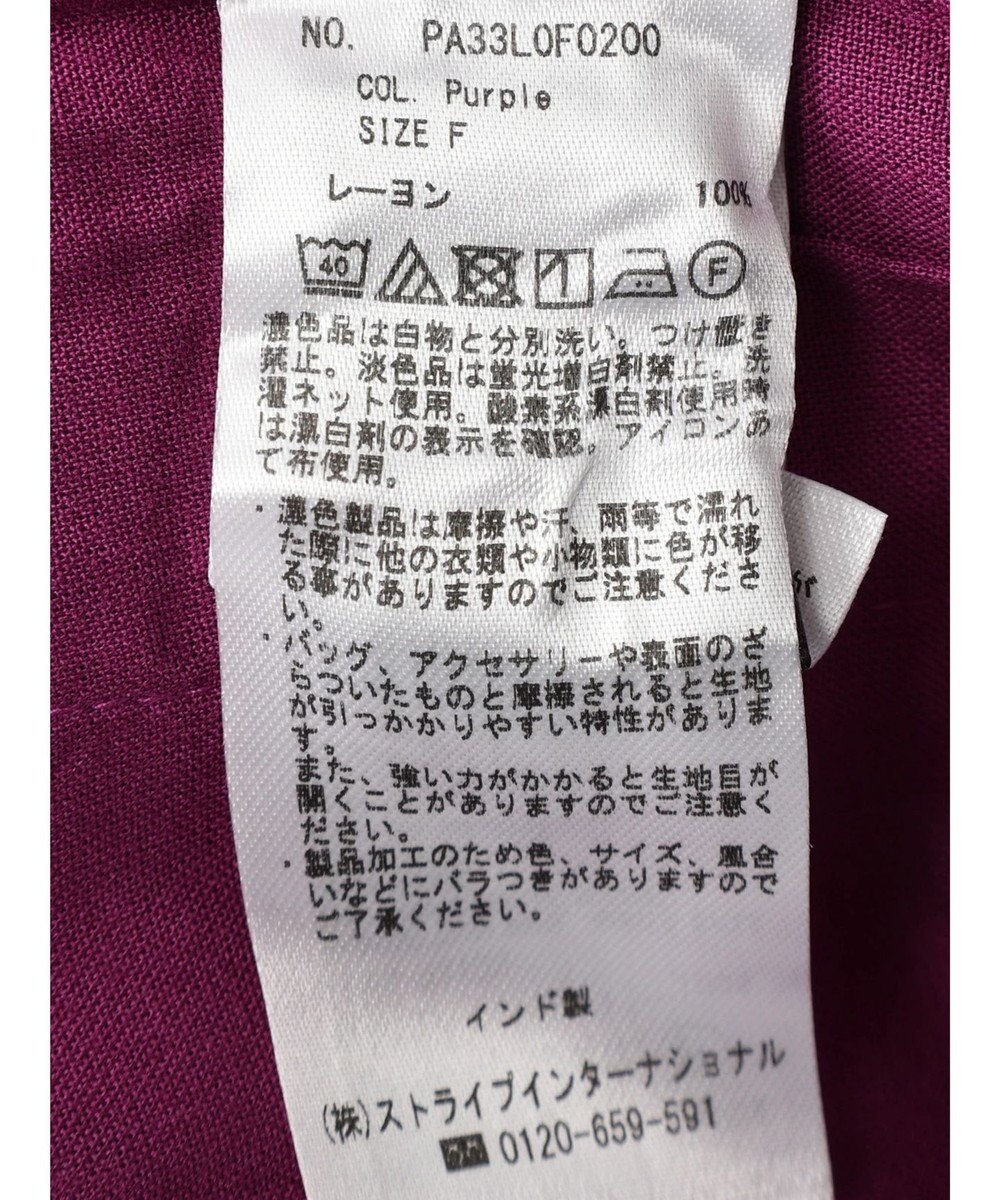 NO. PA33L0F0200
COL. Purple
SIZE F
レーヨン 100%
40 F
濃色品は白物と分別洗い。つけ置き
禁止。淡色品は蛍光増白剤禁止。洗
濯ネット使用。酸素系漂白剤使用時
は漂白剤の表示を確認。アイロンあ
て布使用。
・濃色製品は摩擦や汗、雨等で濡れ
た際に他の衣類や小物類に色が移
る事がありますのでご注意くださ
い。
・バッグ、アクセサリーや表面のざ
らついたものと摩擦されると生地
が引っかかりやすい特性がありま
す。
また、強い力がかかると生地目が
開くことがありますのでご注意く
ださい。
・製品加工のため色、サイズ、風合
いなどにバラつきがありますので
ご了承ください。
インド製
(株)ストライプインターナショナル
0120-659-591